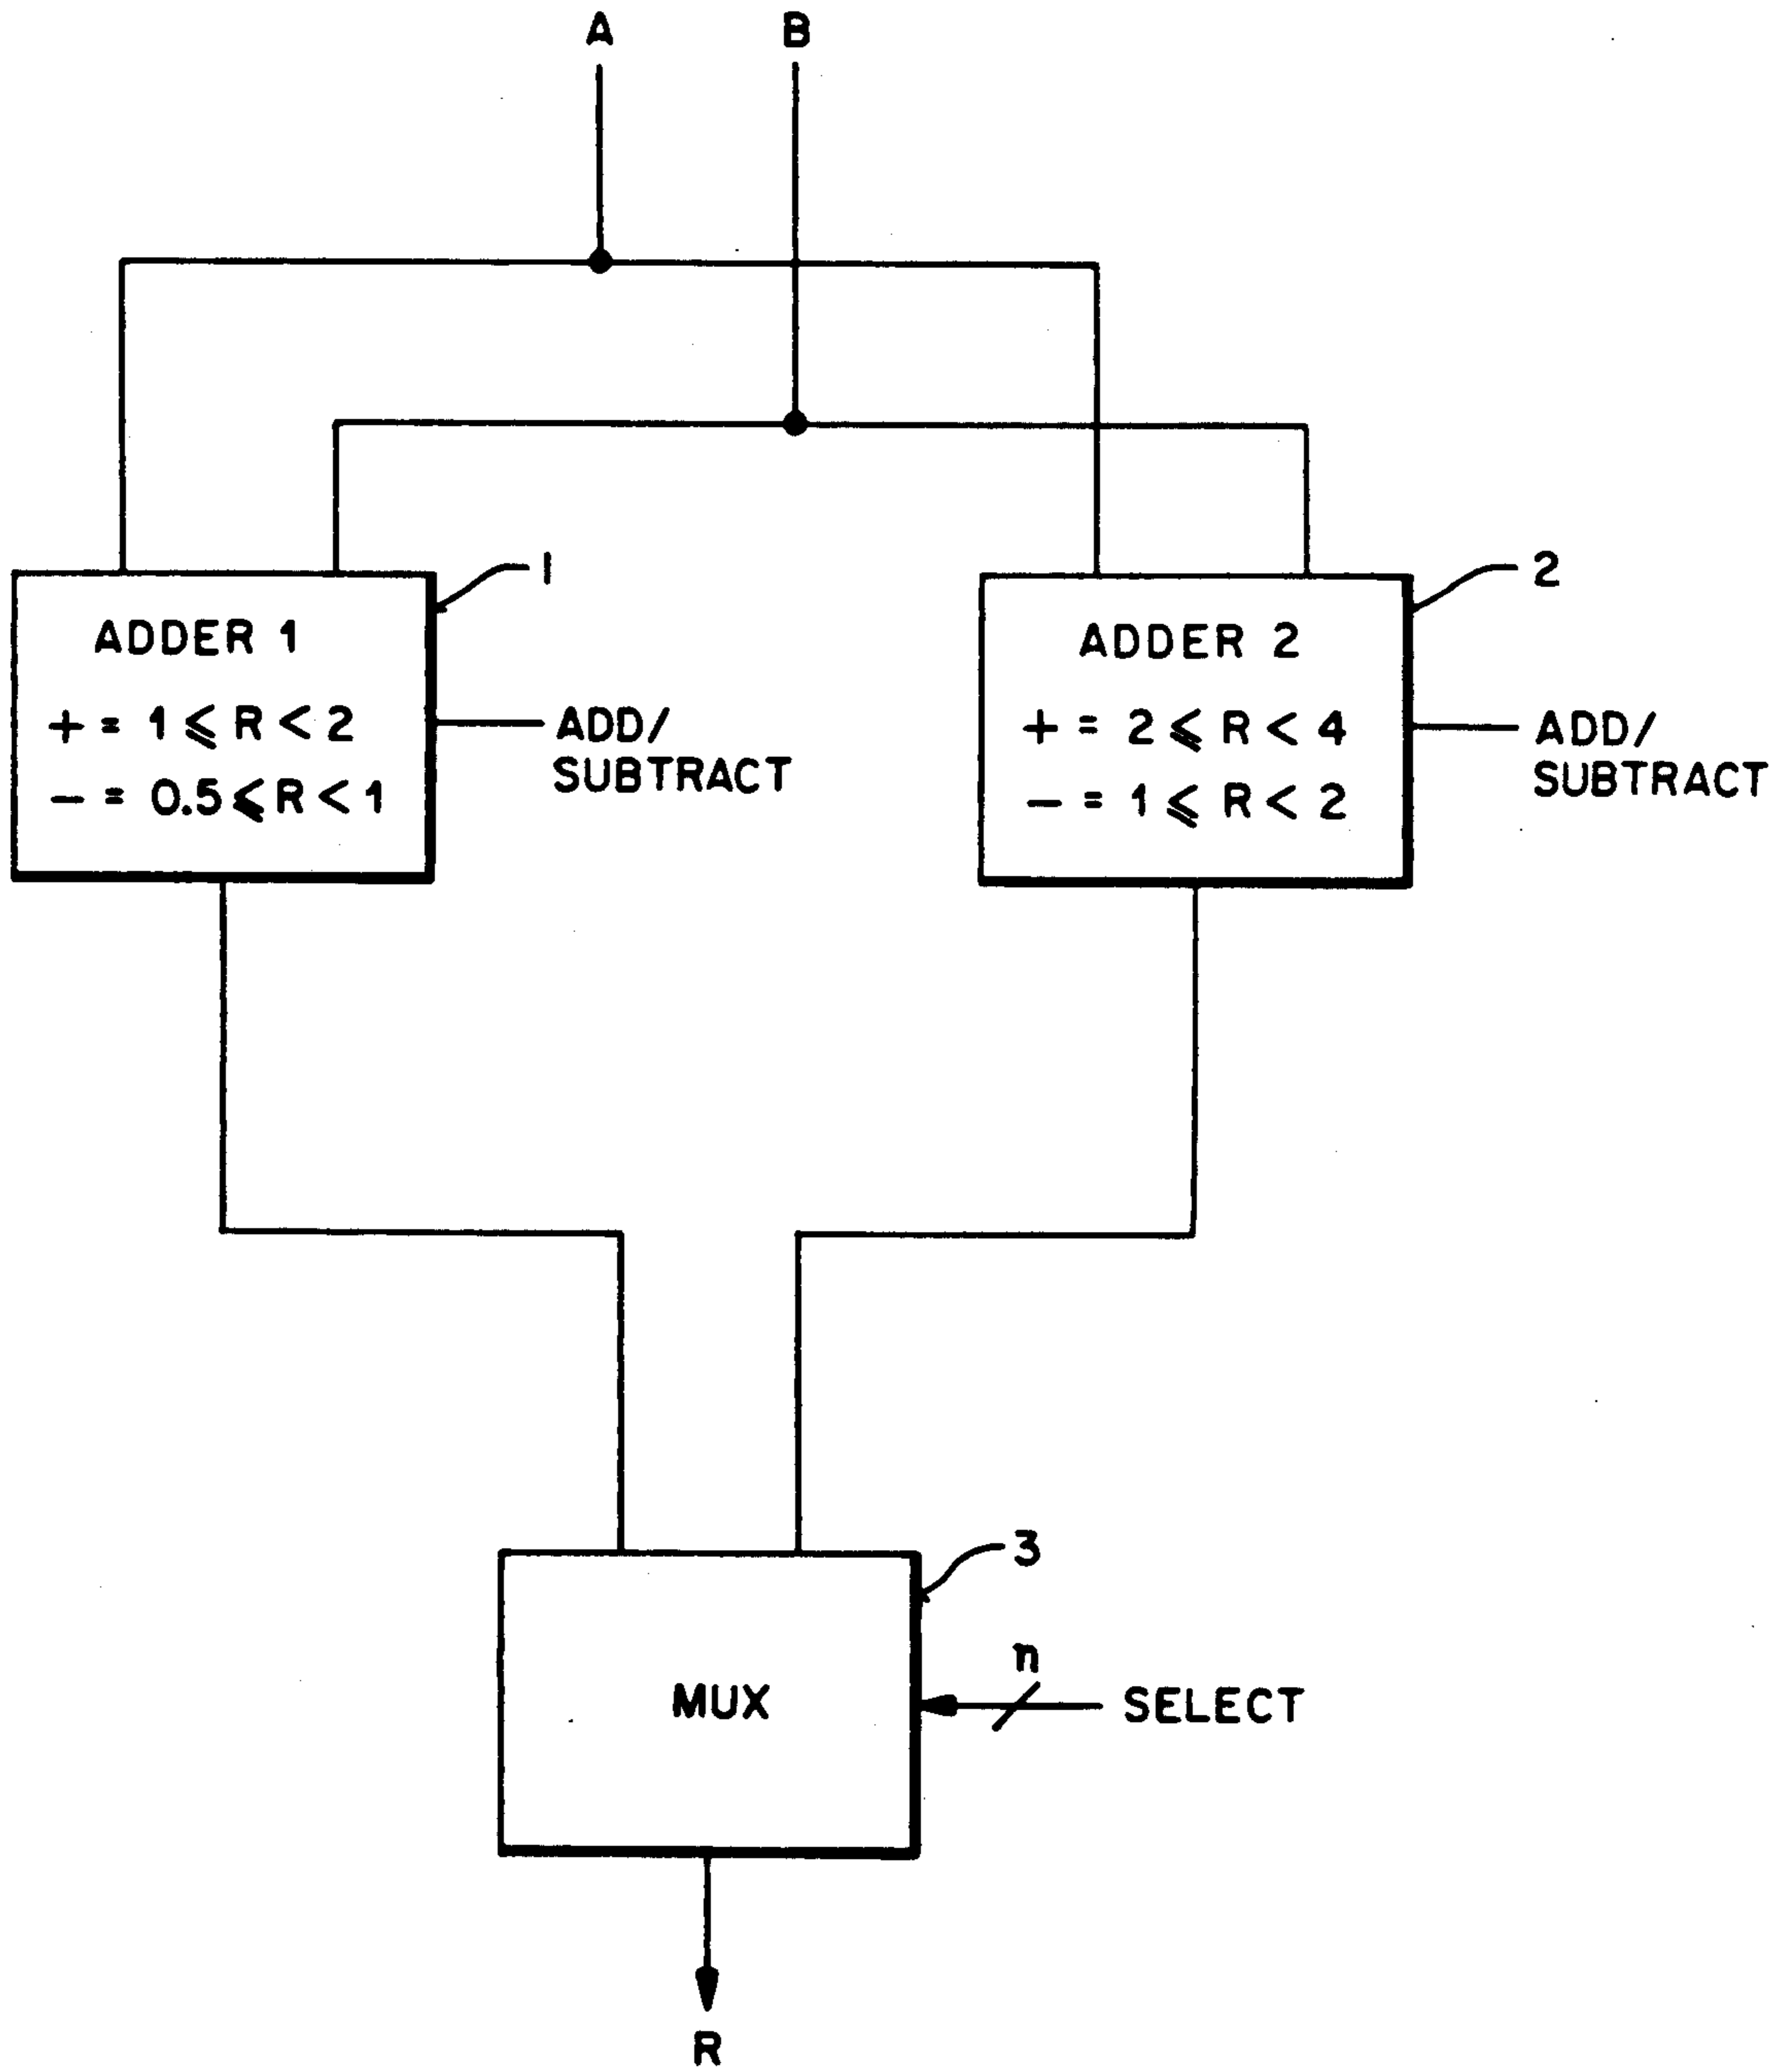 A
B
1
ADDER 1
+ = 1 ⩽ R < 2
− = 0.5 ⩽ R < 1
ADD/
SUBTRACT
2
ADDER 2
+ = 2 ⩽ R < 4
− = 1 ⩽ R < 2
ADD/
SUBTRACT
3
MUX
n
SELECT
R